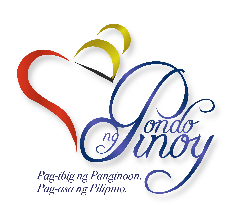 Pondo
ng Pinoy
Pag-ibig ng Panginoon.
Pag-asa ng Pilipino.